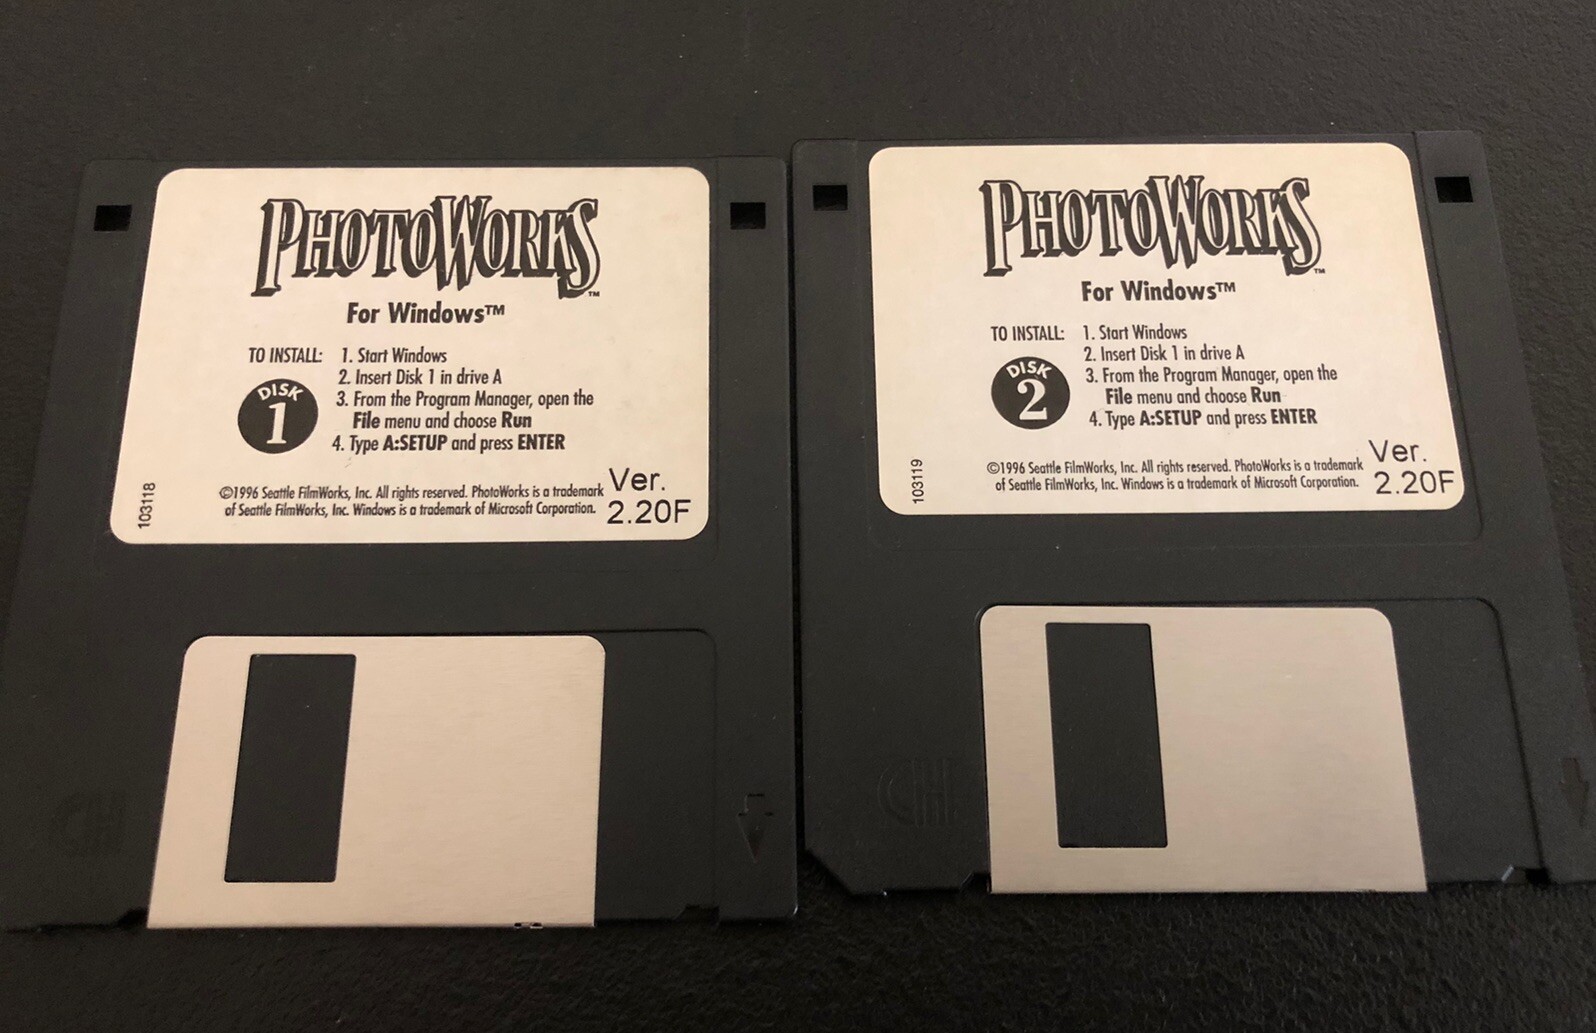 PHOTOWORKS™
For Windows™
TO INSTALL: 1. Start Windows
2. Insert Disk 1 in drive A
3. From the Program Manager, open the
File menu and choose Run
4. Type A:SETUP and press ENTER
DISK
1
103118
©1996 Seattle FilmWorks, Inc. All rights reserved. PhotoWorks is a trademark
of Seattle FilmWorks, Inc. Windows is a trademark of Microsoft Corporation.
Ver.
2.20F
PHOTOWORKS™
For Windows™
TO INSTALL: 1. Start Windows
2. Insert Disk 1 in drive A
3. From the Program Manager, open the
File menu and choose Run
4. Type A:SETUP and press ENTER
DISK
2
103119
©1996 Seattle FilmWorks, Inc. All rights reserved. PhotoWorks is a trademark
of Seattle FilmWorks, Inc. Windows is a trademark of Microsoft Corporation.
Ver.
2.20F